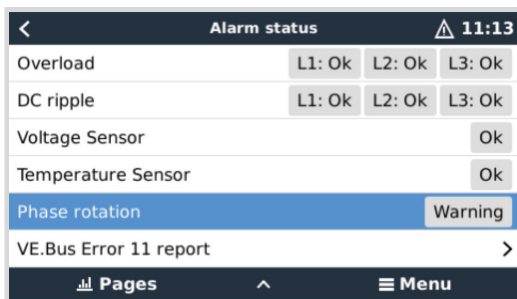 Alarm status 11:13
Overload L1: Ok L2: Ok L3: Ok
DC ripple L1: Ok L2: Ok L3: Ok
Voltage Sensor Ok
Temperature Sensor Ok
Phase rotation Warning
VE.Bus Error 11 report
Pages Menu